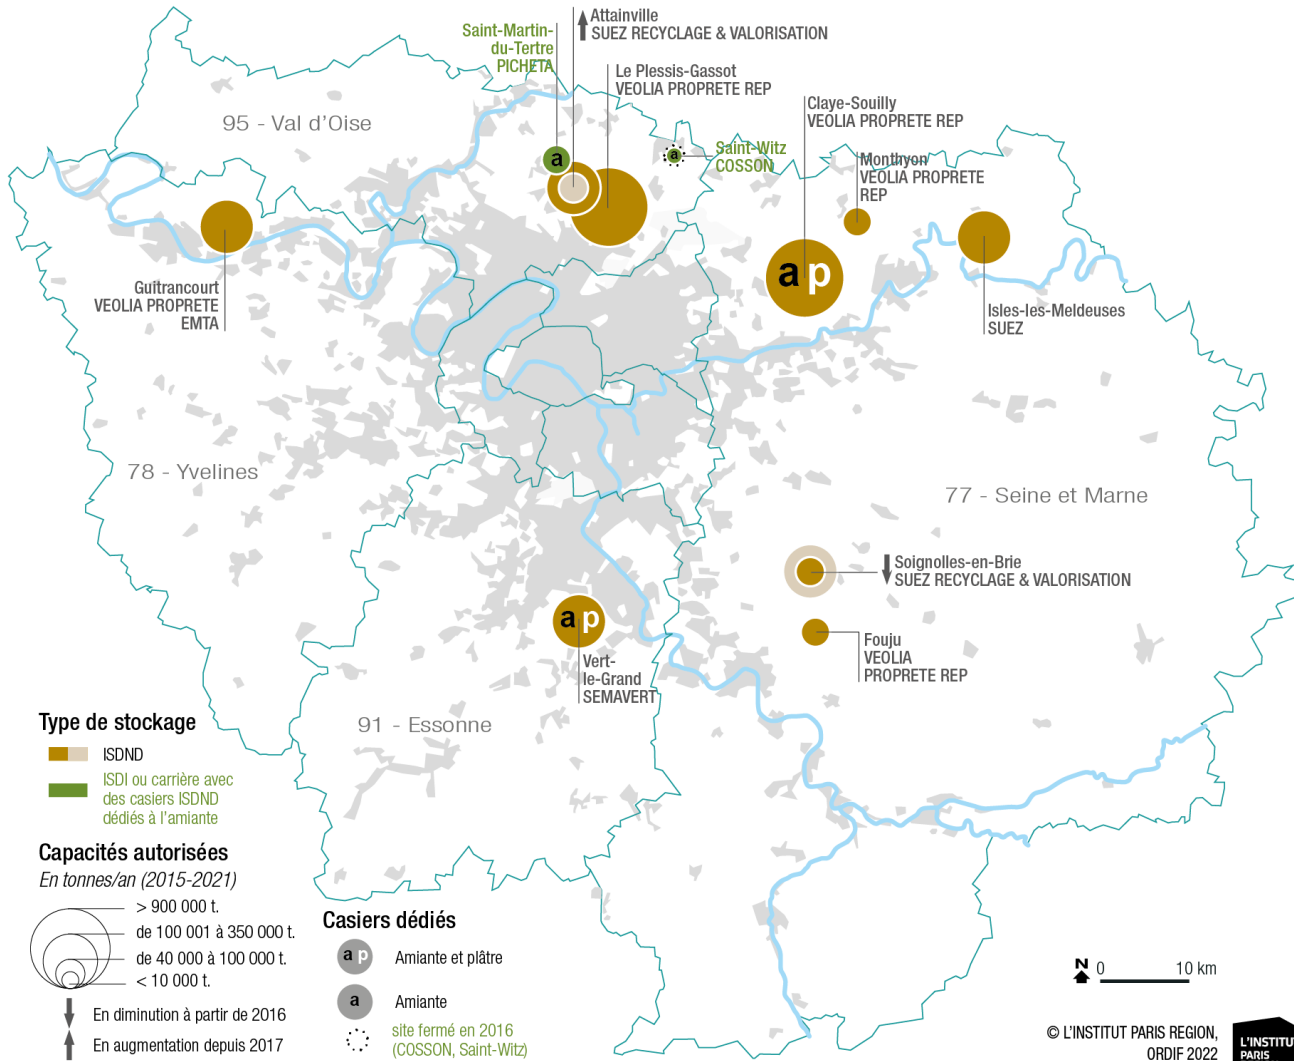 Attainville
SUEZ RECYCLAGE & VALORISATION
Saint-Martin-
du-Tertre
PICHETA
Le Plessis-Gassot
VEOLIA PROPRETE REP
Claye-Souilly
VEOLIA PROPRETE REP
95 - Val d'Oise
a
a
Saint-Witz
COSSON
Monthyon
VEOLIA PROPRETE
REP
a p
Guitrancourt
VEOLIA PROPRETE
EMTA
Isles-les-Meldeuses
SUEZ
78 - Yvelines
77 - Seine et Marne
Soignolles-en-Brie
SUEZ RECYCLAGE & VALORISATION
a p
Fouju
VEOLIA
PROPRETE REP
Vert-
le-Grand
SEMAVERT
91 - Essonne
Type de stockage
ISDND
ISDI ou carrière avec
des casiers ISDND
dédiés à l'amiante
Capacités autorisées
En tonnes/an (2015-2021)
> 900 000 t.
de 100 001 à 350 000 t.
de 40 000 à 100 000 t.
< 10 000 t.
En diminution à partir de 2016
En augmentation depuis 2017
Casiers dédiés
a p
Amiante et plâtre
a
Amiante
site fermé en 2016
(COSSON, Saint-Witz)
N
0 10 km
© L'INSTITUT PARIS REGION,
ORDIF 2022
L'INSTITUT
PARIS